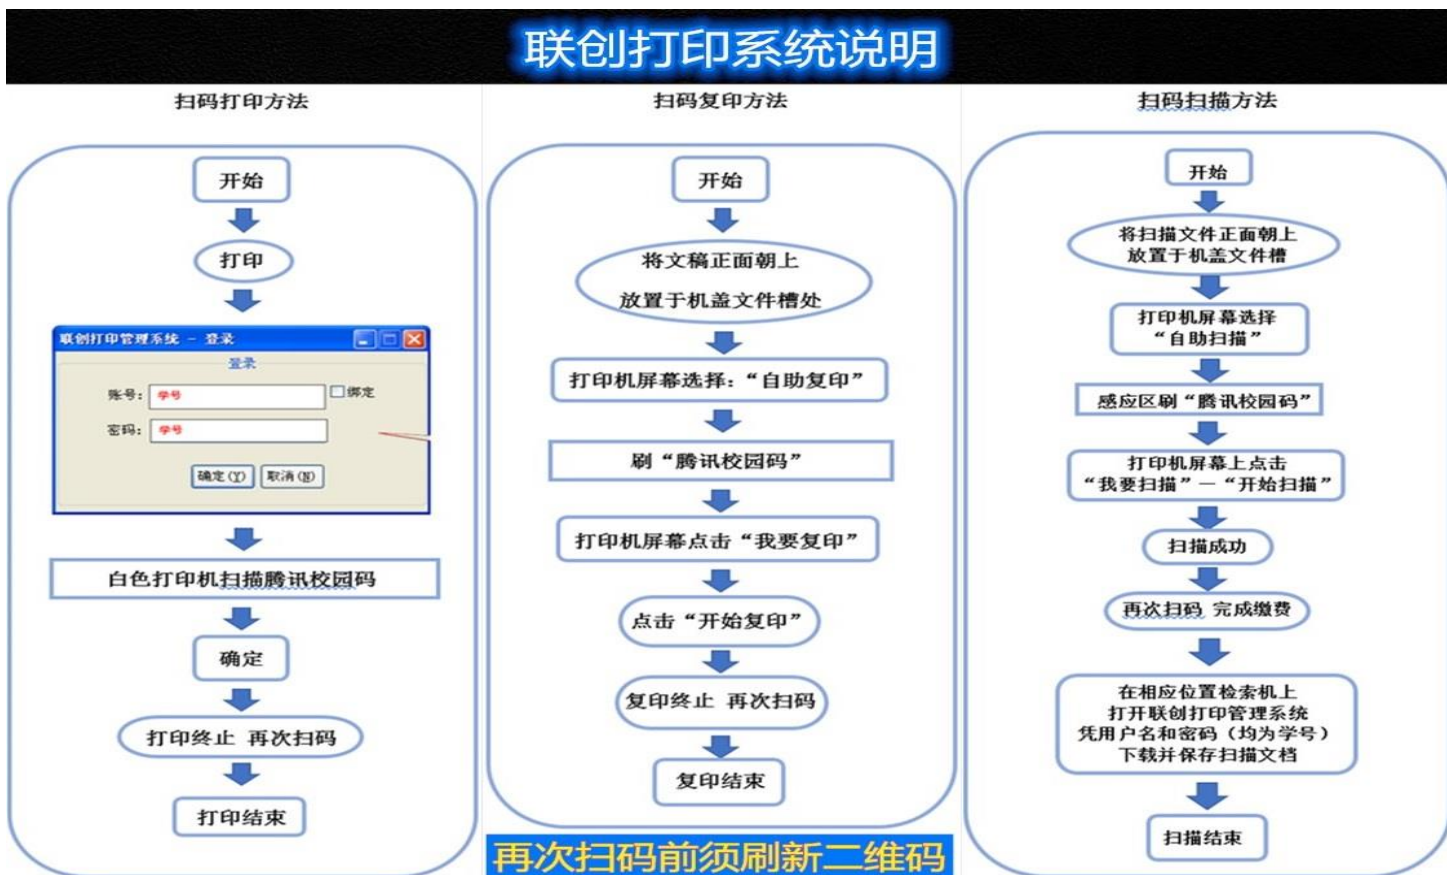 联创打印系统说明
扫码打印方法
开始
打印
联创打印管理系统 - 登录
登录
账号: 学号
绑定
密码: 学号
确定(Y) 取消(N)
白色打印机扫描腾讯校园码
确定
打印终止 再次扫码
打印结束
扫码复印方法
开始
将文稿正面朝上
放置于机盖文件槽处
打印机屏幕选择：“自助复印”
刷“腾讯校园码”
打印机屏幕点击“我要复印”
点击“开始复印”
复印终止 再次扫码
复印结束
再次扫码前须刷新二维码
扫码扫描方法
开始
将扫描文件正面朝上
放置于机盖文件槽
打印机屏幕选择
“自助扫描”
感应区刷“腾讯校园码”
打印机屏幕上点击
“我要扫描”—“开始扫描”
扫描成功
再次扫码 完成缴费
在相应位置检索机上
打开联创打印管理系统
凭用户名和密码（均为学号）
下载并保存扫描文档
扫描结束